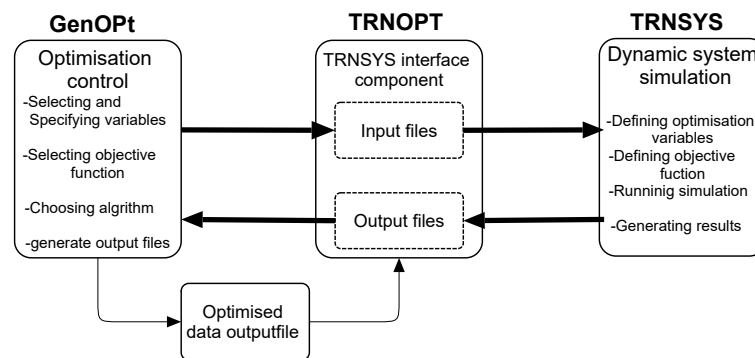 GenOPt
TRNOPT
TRNSYS
Optimisation
control
-Selecting and
Specifying variables
-Selecting objective
function
-Choosing algrithm
-generate output files
TRNSYS interface
component
Input files
Output files
Dynamic system
simulation
-Defining optimisation
variables
-Defining objective
fuction
-Runninig simulation
-Generating results
Optimised
data outputfile